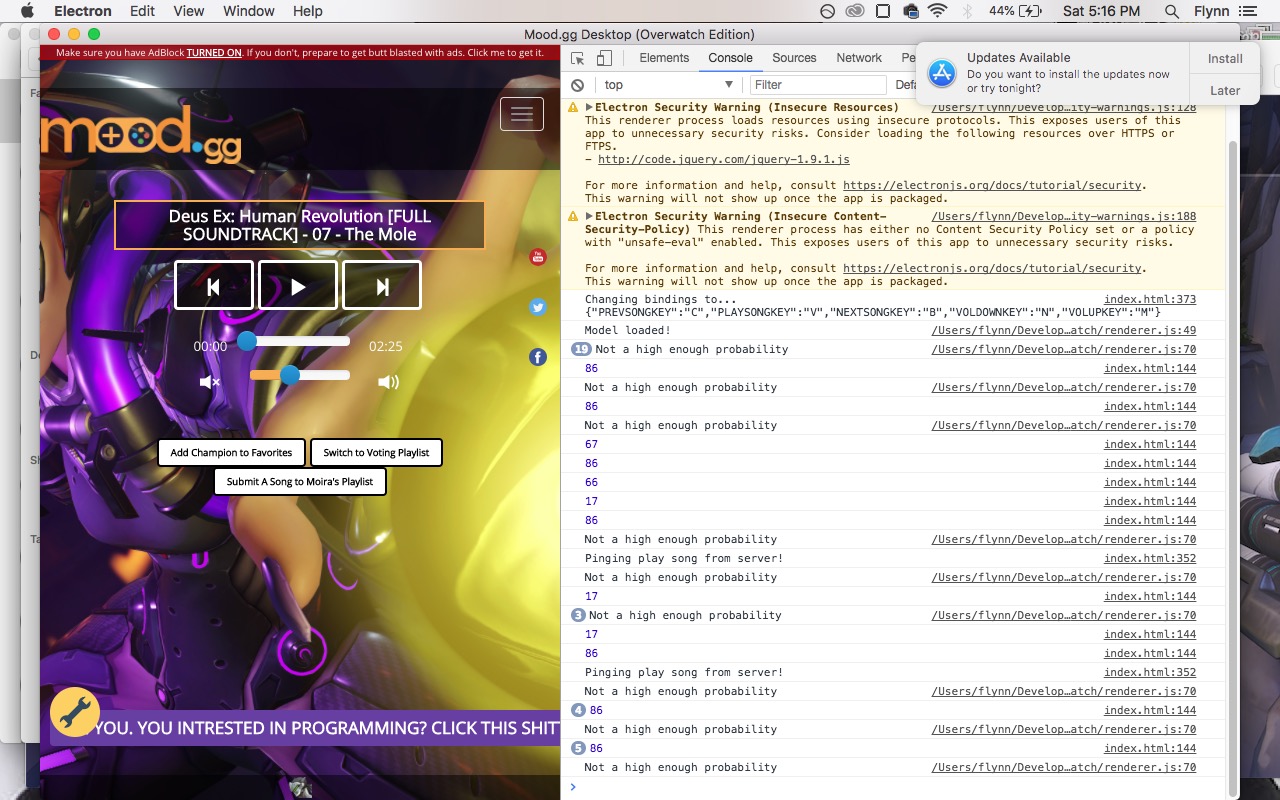 Electron Edit View Window Help 44% Sat 5:16 PM Flynn
Mood.gg Desktop (Overwatch Edition)
Make sure you have AdBlock TURNED ON. If you don't, prepare to get butt blasted with ads. Click me to get it.
mood.gg
Deus Ex: Human Revolution [FULL
SOUNDTRACK] - 07 - The Mole
00:00 02:25
Add Champion to Favorites Switch to Voting Playlist
Submit A Song to Moira's Playlist
YOU. YOU INTRESTED IN PROGRAMMING? CLICK THIS SHIT
Fa
De
Sh
Ta
Elements Console Sources Network Pe
top Filter Defa
Updates Available
Do you want to install the updates now
or try tonight?
Install
Later
Electron Security Warning (Insecure Resources) /Users/flynn/Develop…ity-warnings.js:128
This renderer process loads resources using insecure protocols. This exposes users of this
app to unnecessary security risks. Consider loading the following resources over HTTPS or
FTPS.
- http://code.jquery.com/jquery-1.9.1.js
For more information and help, consult https://electronjs.org/docs/tutorial/security.
This warning will not show up once the app is packaged.
Electron Security Warning (Insecure Content- /Users/flynn/Develop…ity-warnings.js:188
Security-Policy) This renderer process has either no Content Security Policy set or a policy
with "unsafe-eval" enabled. This exposes users of this app to unnecessary security risks.
For more information and help, consult https://electronjs.org/docs/tutorial/security.
This warning will not show up once the app is packaged.
Changing bindings to... index.html:373
{"PREVSONGKEY":"C","PLAYSONGKEY":"V","NEXTSONGKEY":"B","VOLDOWNKEY":"N","VOLUPKEY":"M"}
Model loaded! /Users/flynn/Develop…atch/renderer.js:49
19 Not a high enough probability /Users/flynn/Develop…atch/renderer.js:70
86 index.html:144
Not a high enough probability /Users/flynn/Develop…atch/renderer.js:70
86 index.html:144
Not a high enough probability /Users/flynn/Develop…atch/renderer.js:70
67 index.html:144
86 index.html:144
66 index.html:144
17 index.html:144
86 index.html:144
Not a high enough probability /Users/flynn/Develop…atch/renderer.js:70
Pinging play song from server! index.html:352
Not a high enough probability /Users/flynn/Develop…atch/renderer.js:70
17 index.html:144
3 Not a high enough probability /Users/flynn/Develop…atch/renderer.js:70
17 index.html:144
86 index.html:144
Pinging play song from server! index.html:352
Not a high enough probability /Users/flynn/Develop…atch/renderer.js:70
4 86 index.html:144
Not a high enough probability /Users/flynn/Develop…atch/renderer.js:70
5 86 index.html:144
Not a high enough probability /Users/flynn/Develop…atch/renderer.js:70